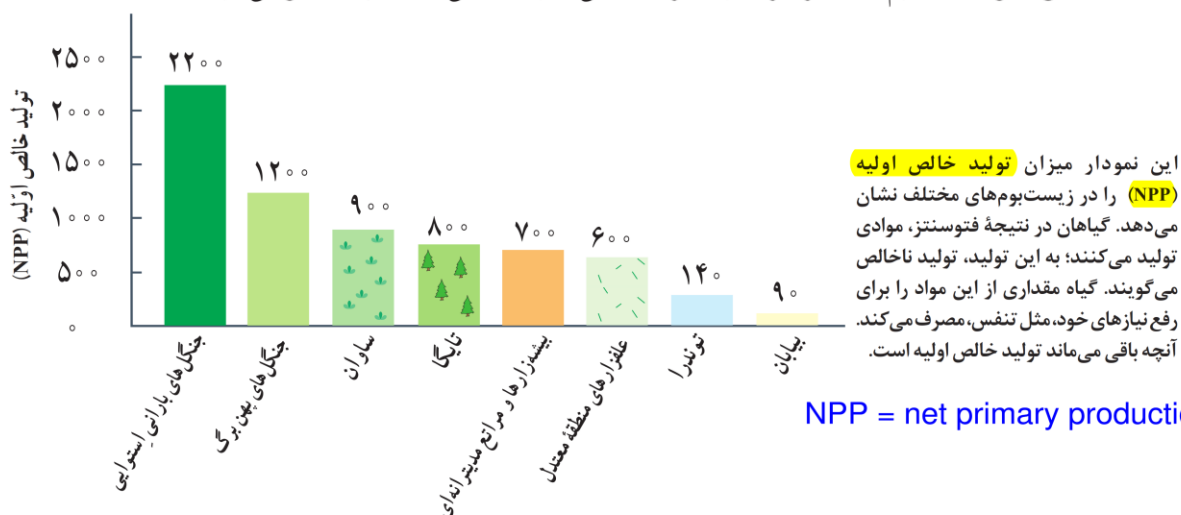 ۲۵۰۰
۲۰۰۰
۱۵۰۰
۱۰۰۰
۵۰۰
۰
تولید خالص اوّلیه (NPP)
۲۲۰۰
۱۲۰۰
۹۰۰
۸۰۰
۷۰۰
۶۰۰
۱۴۰
۹۰
جنگل‌های بارانیِ استوایی
جنگل‌های پهن‌برگ
ساوان
تایگا
بیشه‌زارها و مراتع مدیترانه‌ای
علفزارهای منطقهٔ معتدل
توندرا
بیابان
این نمودار میزان تولید خالص اولیه
(NPP) را در زیست‌بوم‌های مختلف نشان
می‌دهد. گیاهان در نتیجهٔ فتوسنتز، موادی
تولید می‌کنند؛ به این تولید، تولید ناخالص
می‌گویند. گیاه مقداری از این مواد را برای
رفع نیازهای خود، مثل تنفس، مصرف می‌کند.
آنچه باقی می‌ماند تولید خالص اولیه است.
NPP = net primary producti